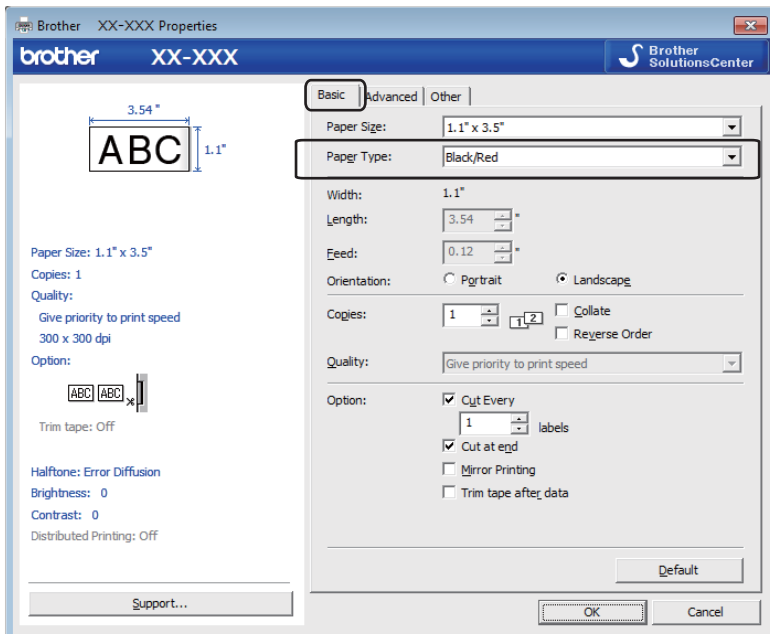 Brother XX-XXX Properties
brother XX-XXX
Brother
SolutionsCenter
3.54 "
ABC
1.1"
Paper Size: 1.1" x 3.5"
Copies: 1
Quality:
Give priority to print speed
300 x 300 dpi
Option:
ABC ABC
Trim tape: Off
Halftone: Error Diffusion
Brightness: 0
Contrast: 0
Distributed Printing: Off
Support...
Basic Advanced Other
Paper Size: 1.1" x 3.5"
Paper Type: Black/Red
Width: 1.1"
Length: 3.54 "
Feed: 0.12 "
Orientation: Portrait Landscape
Copies: 1 1 2 Collate
Reverse Order
Quality: Give priority to print speed
Option: Cut Every
1 labels
Cut at end
Mirror Printing
Trim tape after data
Default
OK Cancel